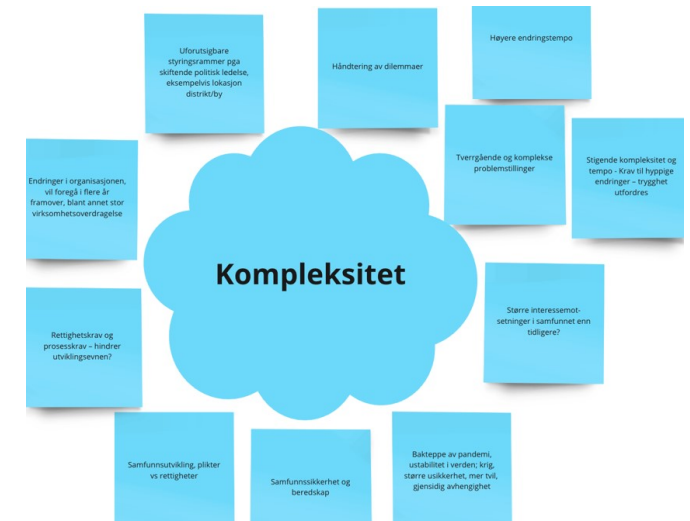 Uforutsigbare
styringsrammer pga
skiftende politisk ledelse,
eksempelvis lokasjon
distrikt/by
Håndtering av dilemmaer
Høyere endringstempo
Tverrgående og komplekse
problemstillinger
Stigende kompleksitet og
tempo - Krav til hyppige
endringer – trygghet
utfordres
Endringer i organisasjonen,
vil foregå i flere år
framover, blant annet stor
virksomhetsoverdragelse
Kompleksitet
Større interessemot-
setninger i samfunnet enn
tidligere?
Rettighetskrav og
prosesskrav – hindrer
utviklingsevnen?
Samfunnsutvikling, plikter
vs rettigheter
Samfunnssikkerhet og
beredskap
Bakteppe av pandemi,
ustabilitet i verden; krig,
større usikkerhet, mer tvil,
gjensidig avhengighet